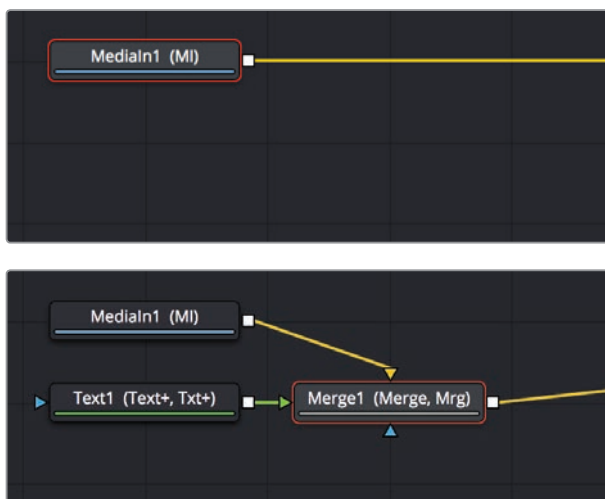 MediaIn1 (MI)
MediaIn1 (MI)
Text1 (Text+, Txt+)
Merge1 (Merge, Mrg)